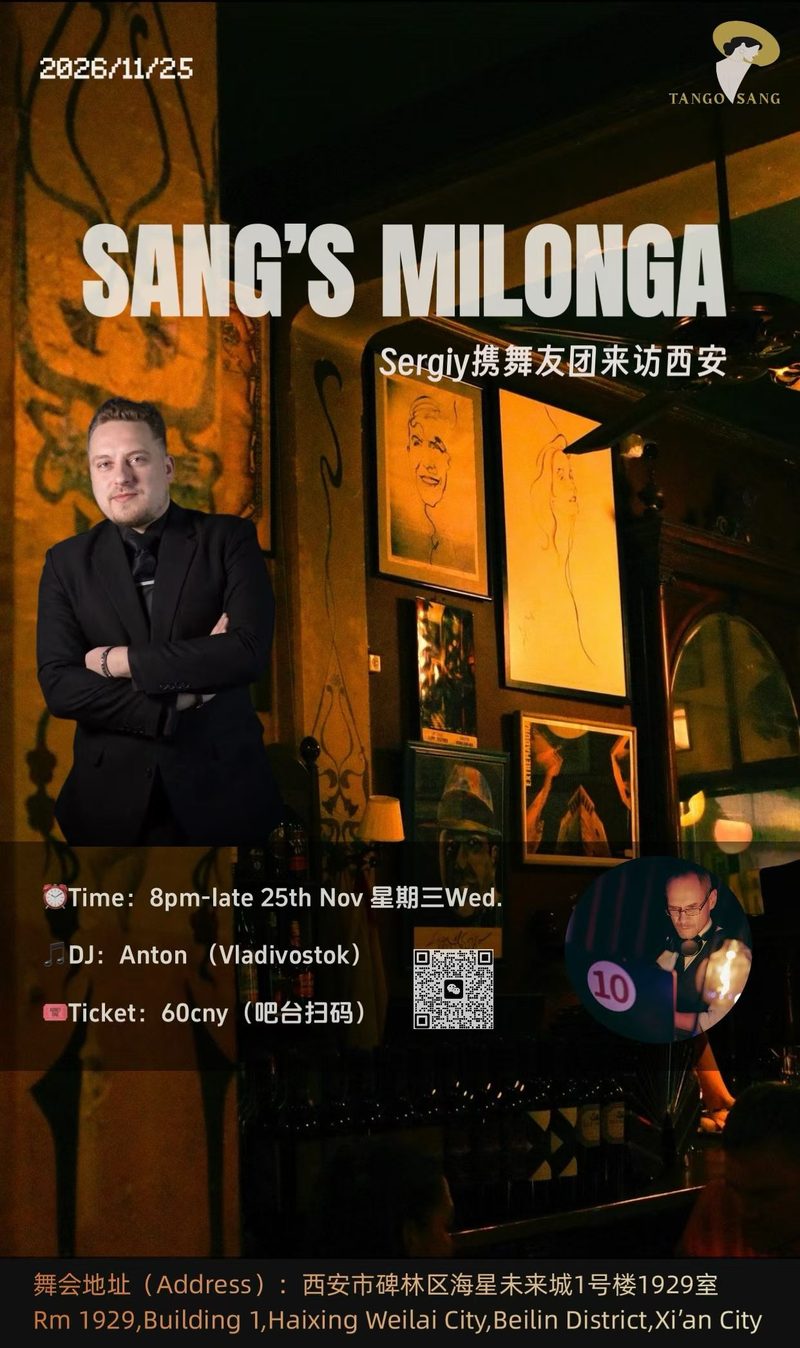 2026/11/25
TANGO SANG
SANG'S MILONGA
Sergiy携舞友团来访西安
EXTREMADURA
⏰Time：8pm-late 25th Nov 星期三Wed.
🎵DJ：Anton （Vladivostok）
🎟Ticket：60cny（吧台扫码）
10
舞会地址（Address）：西安市碑林区海星未来城1号楼1929室
Rm 1929,Building 1,Haixing Weilai City,Beilin District,Xi'an City